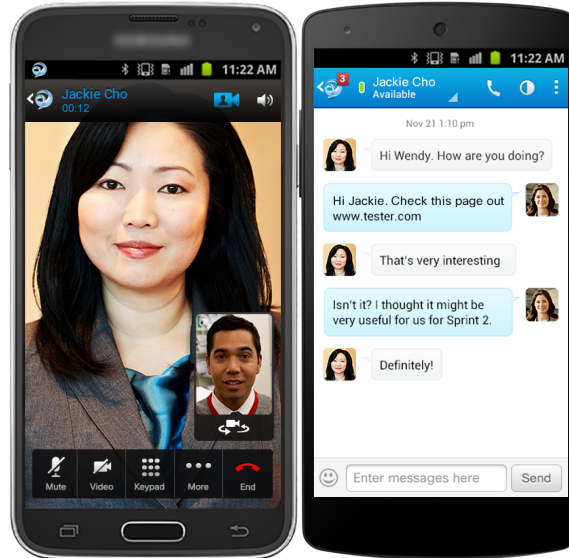 11:22 AM
Jackie Cho
00:12
Mute
Video
Keypad
More
End
11:22 AM
3
Jackie Cho
Available
Nov 21 1:10 pm
Hi Wendy. How are you doing?
Hi Jackie. Check this page out
www.tester.com
That's very interesting
Isn't it? I thought it might be
very useful for us for Sprint 2.
Definitely!
Enter messages here
Send